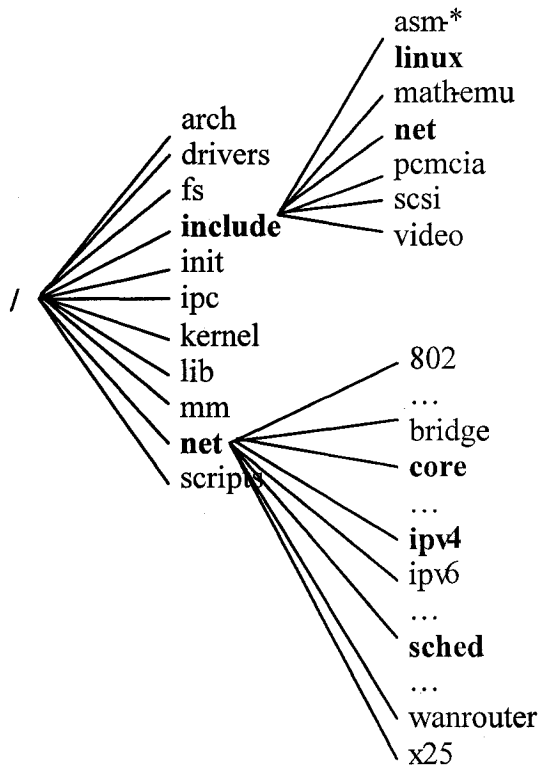 /
arch
drivers
fs
include
init
ipc
kernel
lib
mm
net
scripts
asm-*
linux
math-emu
net
pcmcia
scsi
video
802
...
bridge
core
...
ipv4
ipv6
...
sched
...
wanrouter
x25